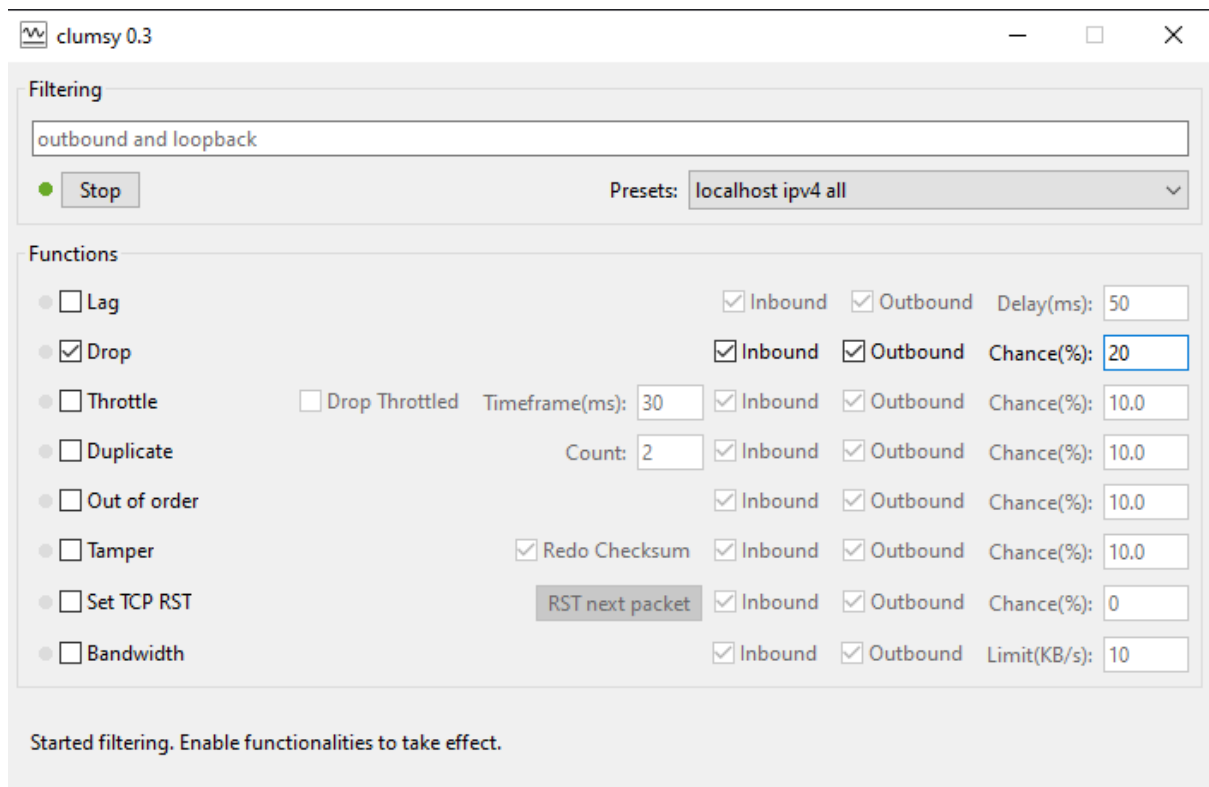 clumsy 0.3
Filtering
outbound and loopback
Stop Presets: localhost ipv4 all
Functions
Lag Inbound Outbound Delay(ms): 50
Drop Inbound Outbound Chance(%): 20
Throttle Drop Throttled Timeframe(ms): 30 Inbound Outbound Chance(%): 10.0
Duplicate Count: 2 Inbound Outbound Chance(%): 10.0
Out of order Inbound Outbound Chance(%): 10.0
Tamper Redo Checksum Inbound Outbound Chance(%): 10.0
Set TCP RST RST next packet Inbound Outbound Chance(%): 0
Bandwidth Inbound Outbound Limit(KB/s): 10
Started filtering. Enable functionalities to take effect.